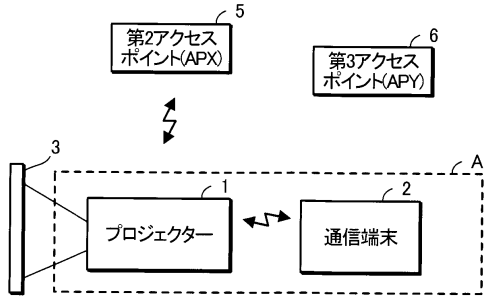 5
第2アクセス
ポイント(APX)
6
第3アクセス
ポイント(APY)
3
A
1
プロジェクター
2
通信端末